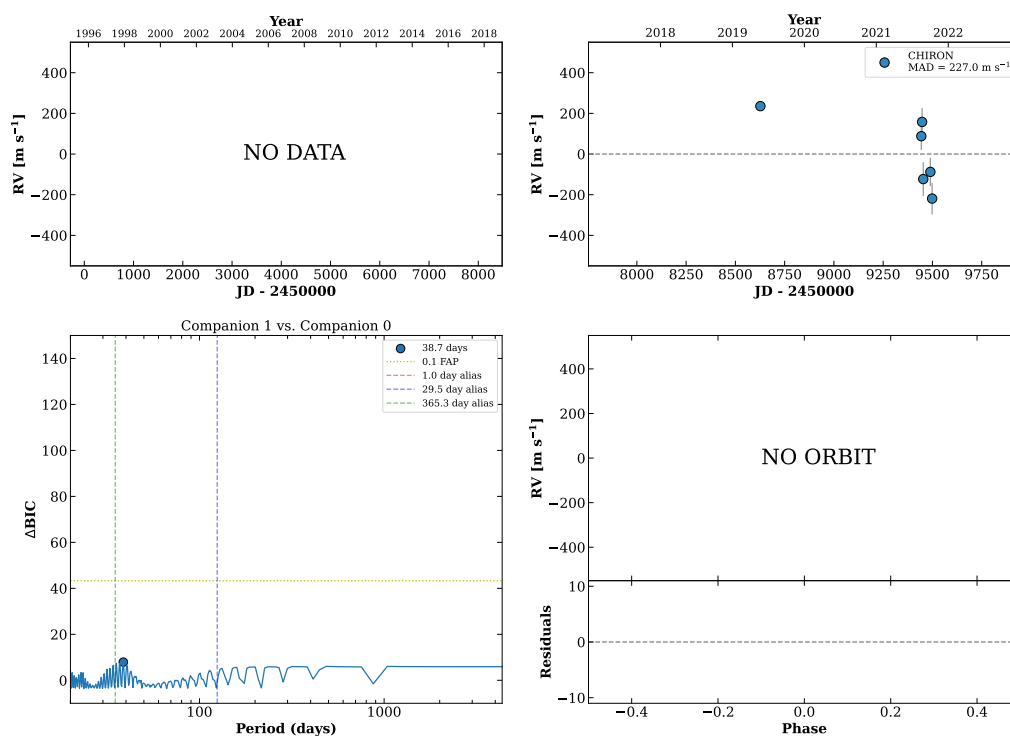 Year
1996 1998 2000 2002 2004 2006 2008 2010 2012 2014 2016 2018
400
200
0
−200
−400
RV [m s⁻¹]
NO DATA
0 1000 2000 3000 4000 5000 6000 7000 8000
JD - 2450000
Year
2018 2019 2020 2021 2022
CHIRON
MAD = 227.0 m s⁻¹
400
200
0
−200
−400
RV [m s⁻¹]
8000 8250 8500 8750 9000 9250 9500 9750
JD - 2450000
Companion 1 vs. Companion 0
38.7 days
0.1 FAP
1.0 day alias
29.5 day alias
365.3 day alias
140
120
100
80
60
40
20
0
ΔBIC
100 1000
Period (days)
400
200
0
−200
−400
RV [m s⁻¹]
NO ORBIT
10
0
−10
Residuals
−0.4 −0.2 0.0 0.2 0.4
Phase